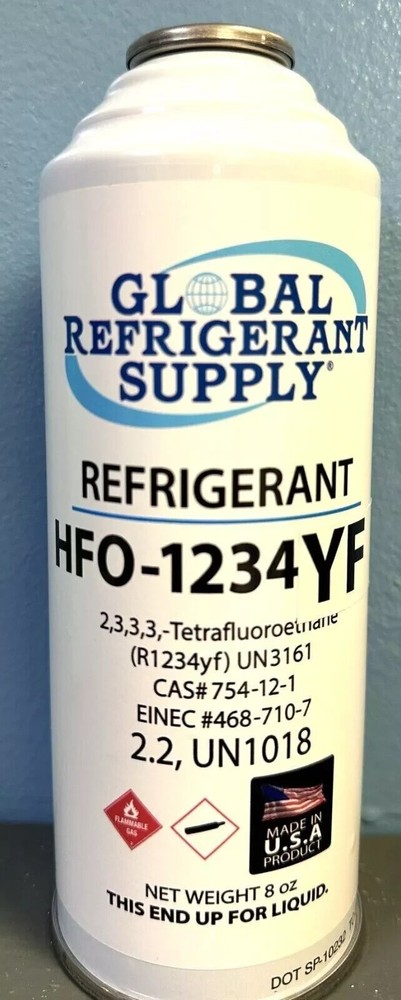 GLOBAL
REFRIGERANT
SUPPLY®
REFRIGERANT
HFO-1234YF
2,3,3,3,-Tetrafluoroethane
(R1234yf) UN3161
CAS# 754-12-1
EINEC #468-710-7
2.2, UN1018
FLAMMABLE
GAS
MADE IN
U.S.A
PRODUCT
NET WEIGHT 8 oz
THIS END UP FOR LIQUID.
DOT SP-10232